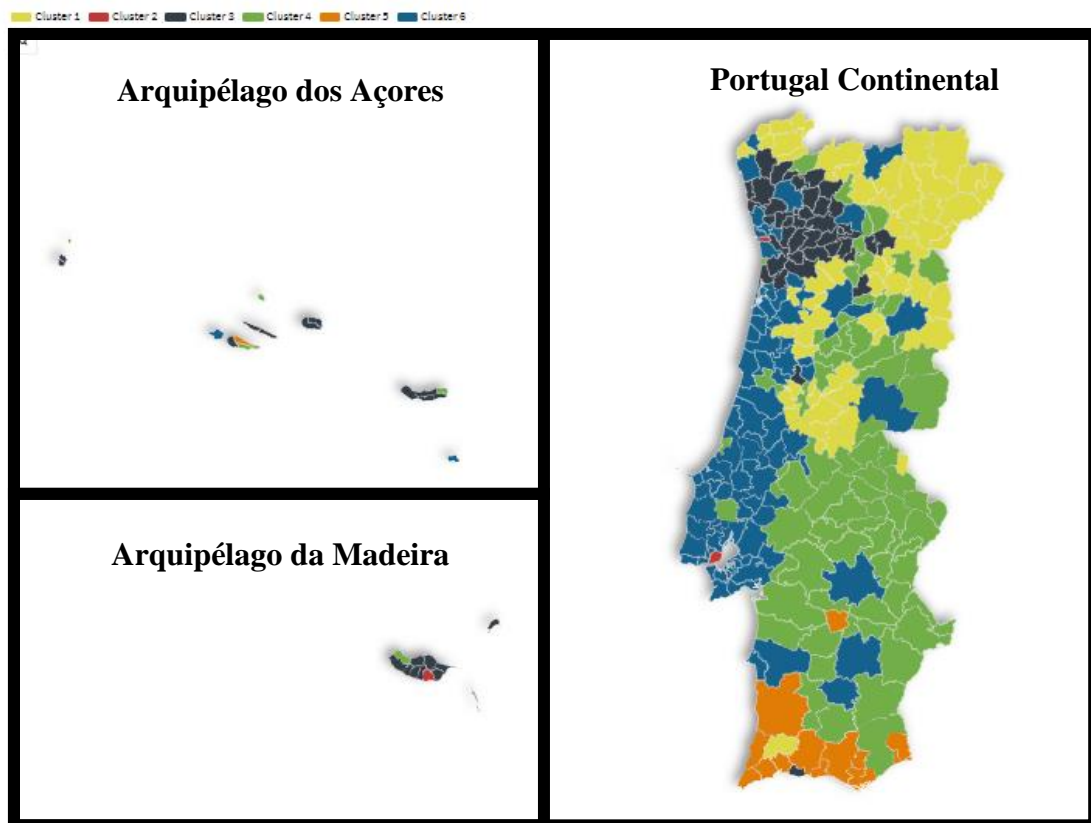 Cluster 1 Cluster 2 Cluster 3 Cluster 4 Cluster 5 Cluster 6
Arquipélago dos Açores
Portugal Continental
Arquipélago da Madeira